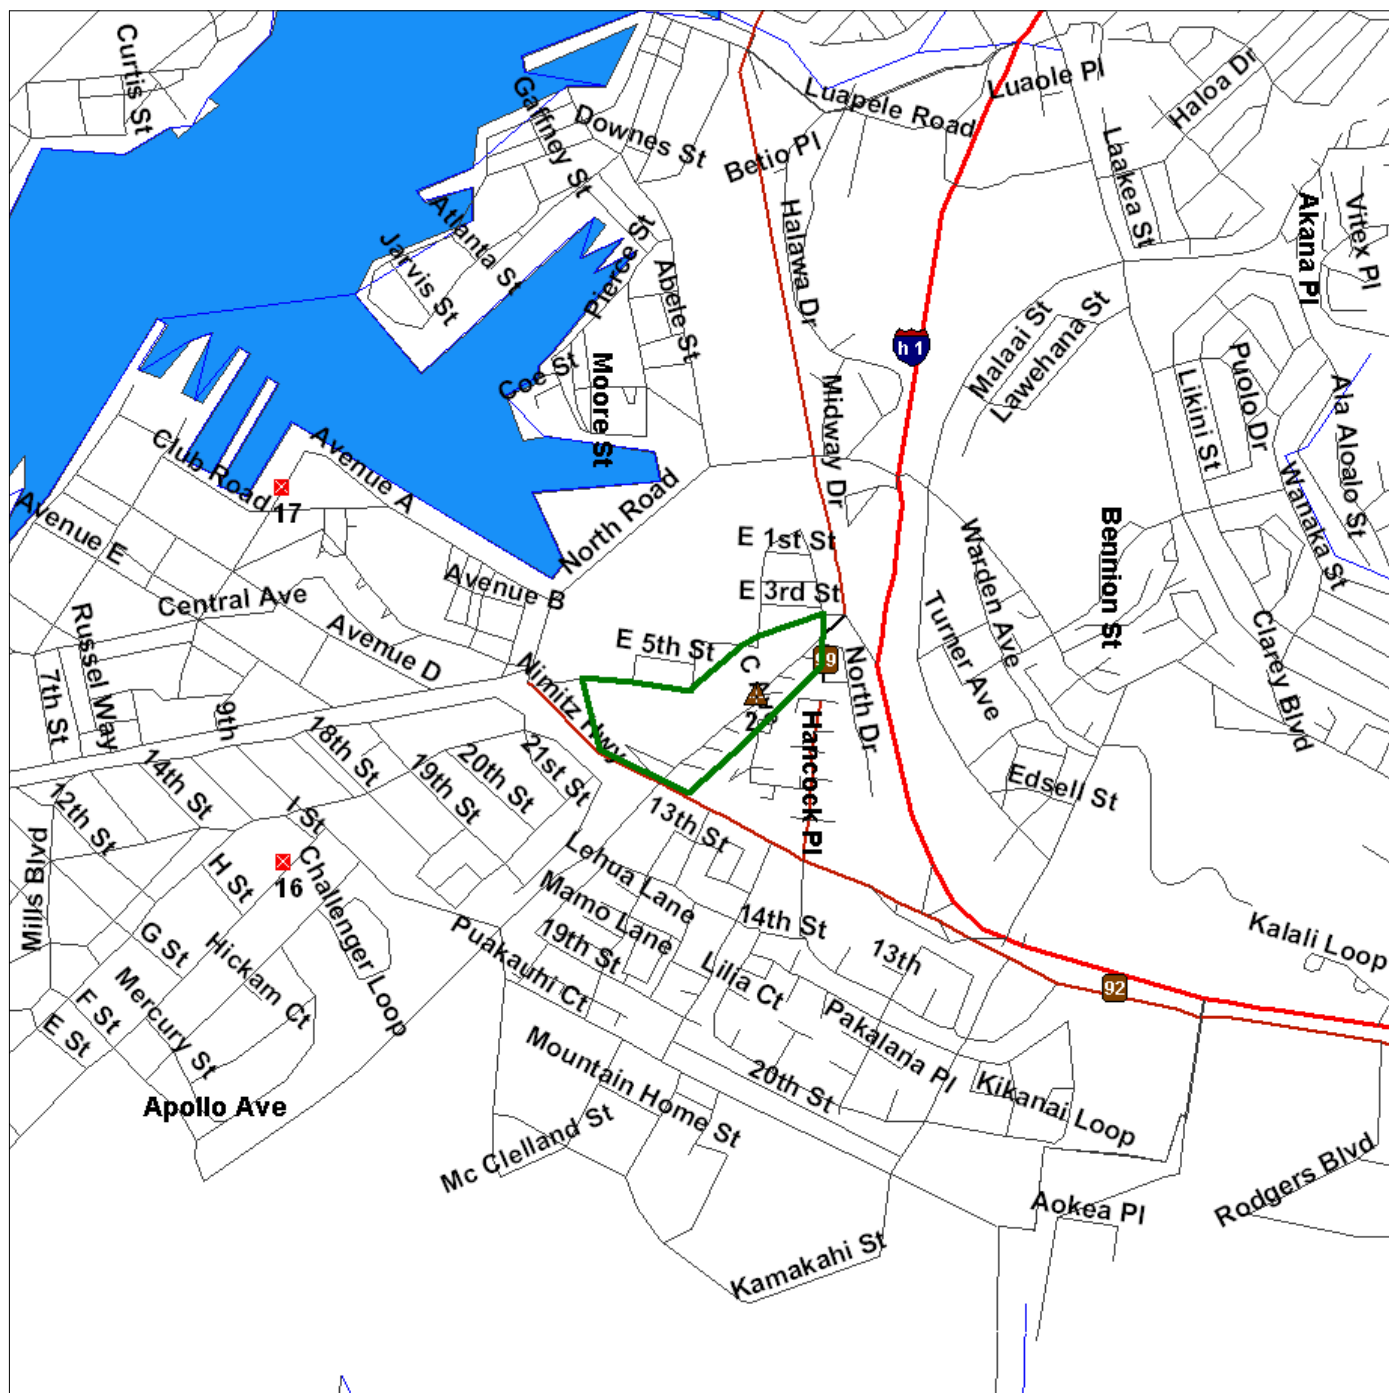 Curtis St
Gaffney St
Downes St
Luapele Road
Luaole Pl
Haloa Dr
Betio Pl
Laakea St
Akana Pl
Vitex Pl
Atlanta St
Jarvis St
Pierce St
Abele St
Halawa Dr
h 1
Malaai St
Lawehana St
Coe St
Moore St
Midway Dr
Likini St
Puolo Dr
Ala Aloalo St
Club Road
17
Avenue A
Avenue E
North Road
Wanaka St
E 1st St
Bennion St
Warden Ave
Central Ave
Avenue B
E 3rd St
Turner Ave
Clarey Blvd
Russel Way
Avenue D
E 5th St
C
99
North Dr
7th St
9th
Nimitz Hwy
18th St
21st St
20th St
19th St
14th St
12th St
I St
Hancock Pl
Edsell St
13th St
Mills Blvd
16
H St
Challenger Loop
Lehua Lane
Mamo Lane
19th St
14th St
13th
Kalali Loop
G St
Hickam Ct
Puakauhi Ct
Lilia Ct
92
Mercury St
F St
E St
Pakalana Pl
Mountain Home St
20th St
Kikanai Loop
Apollo Ave
Mc Clelland St
Aokea Pl
Rodgers Blvd
Kamakahi St